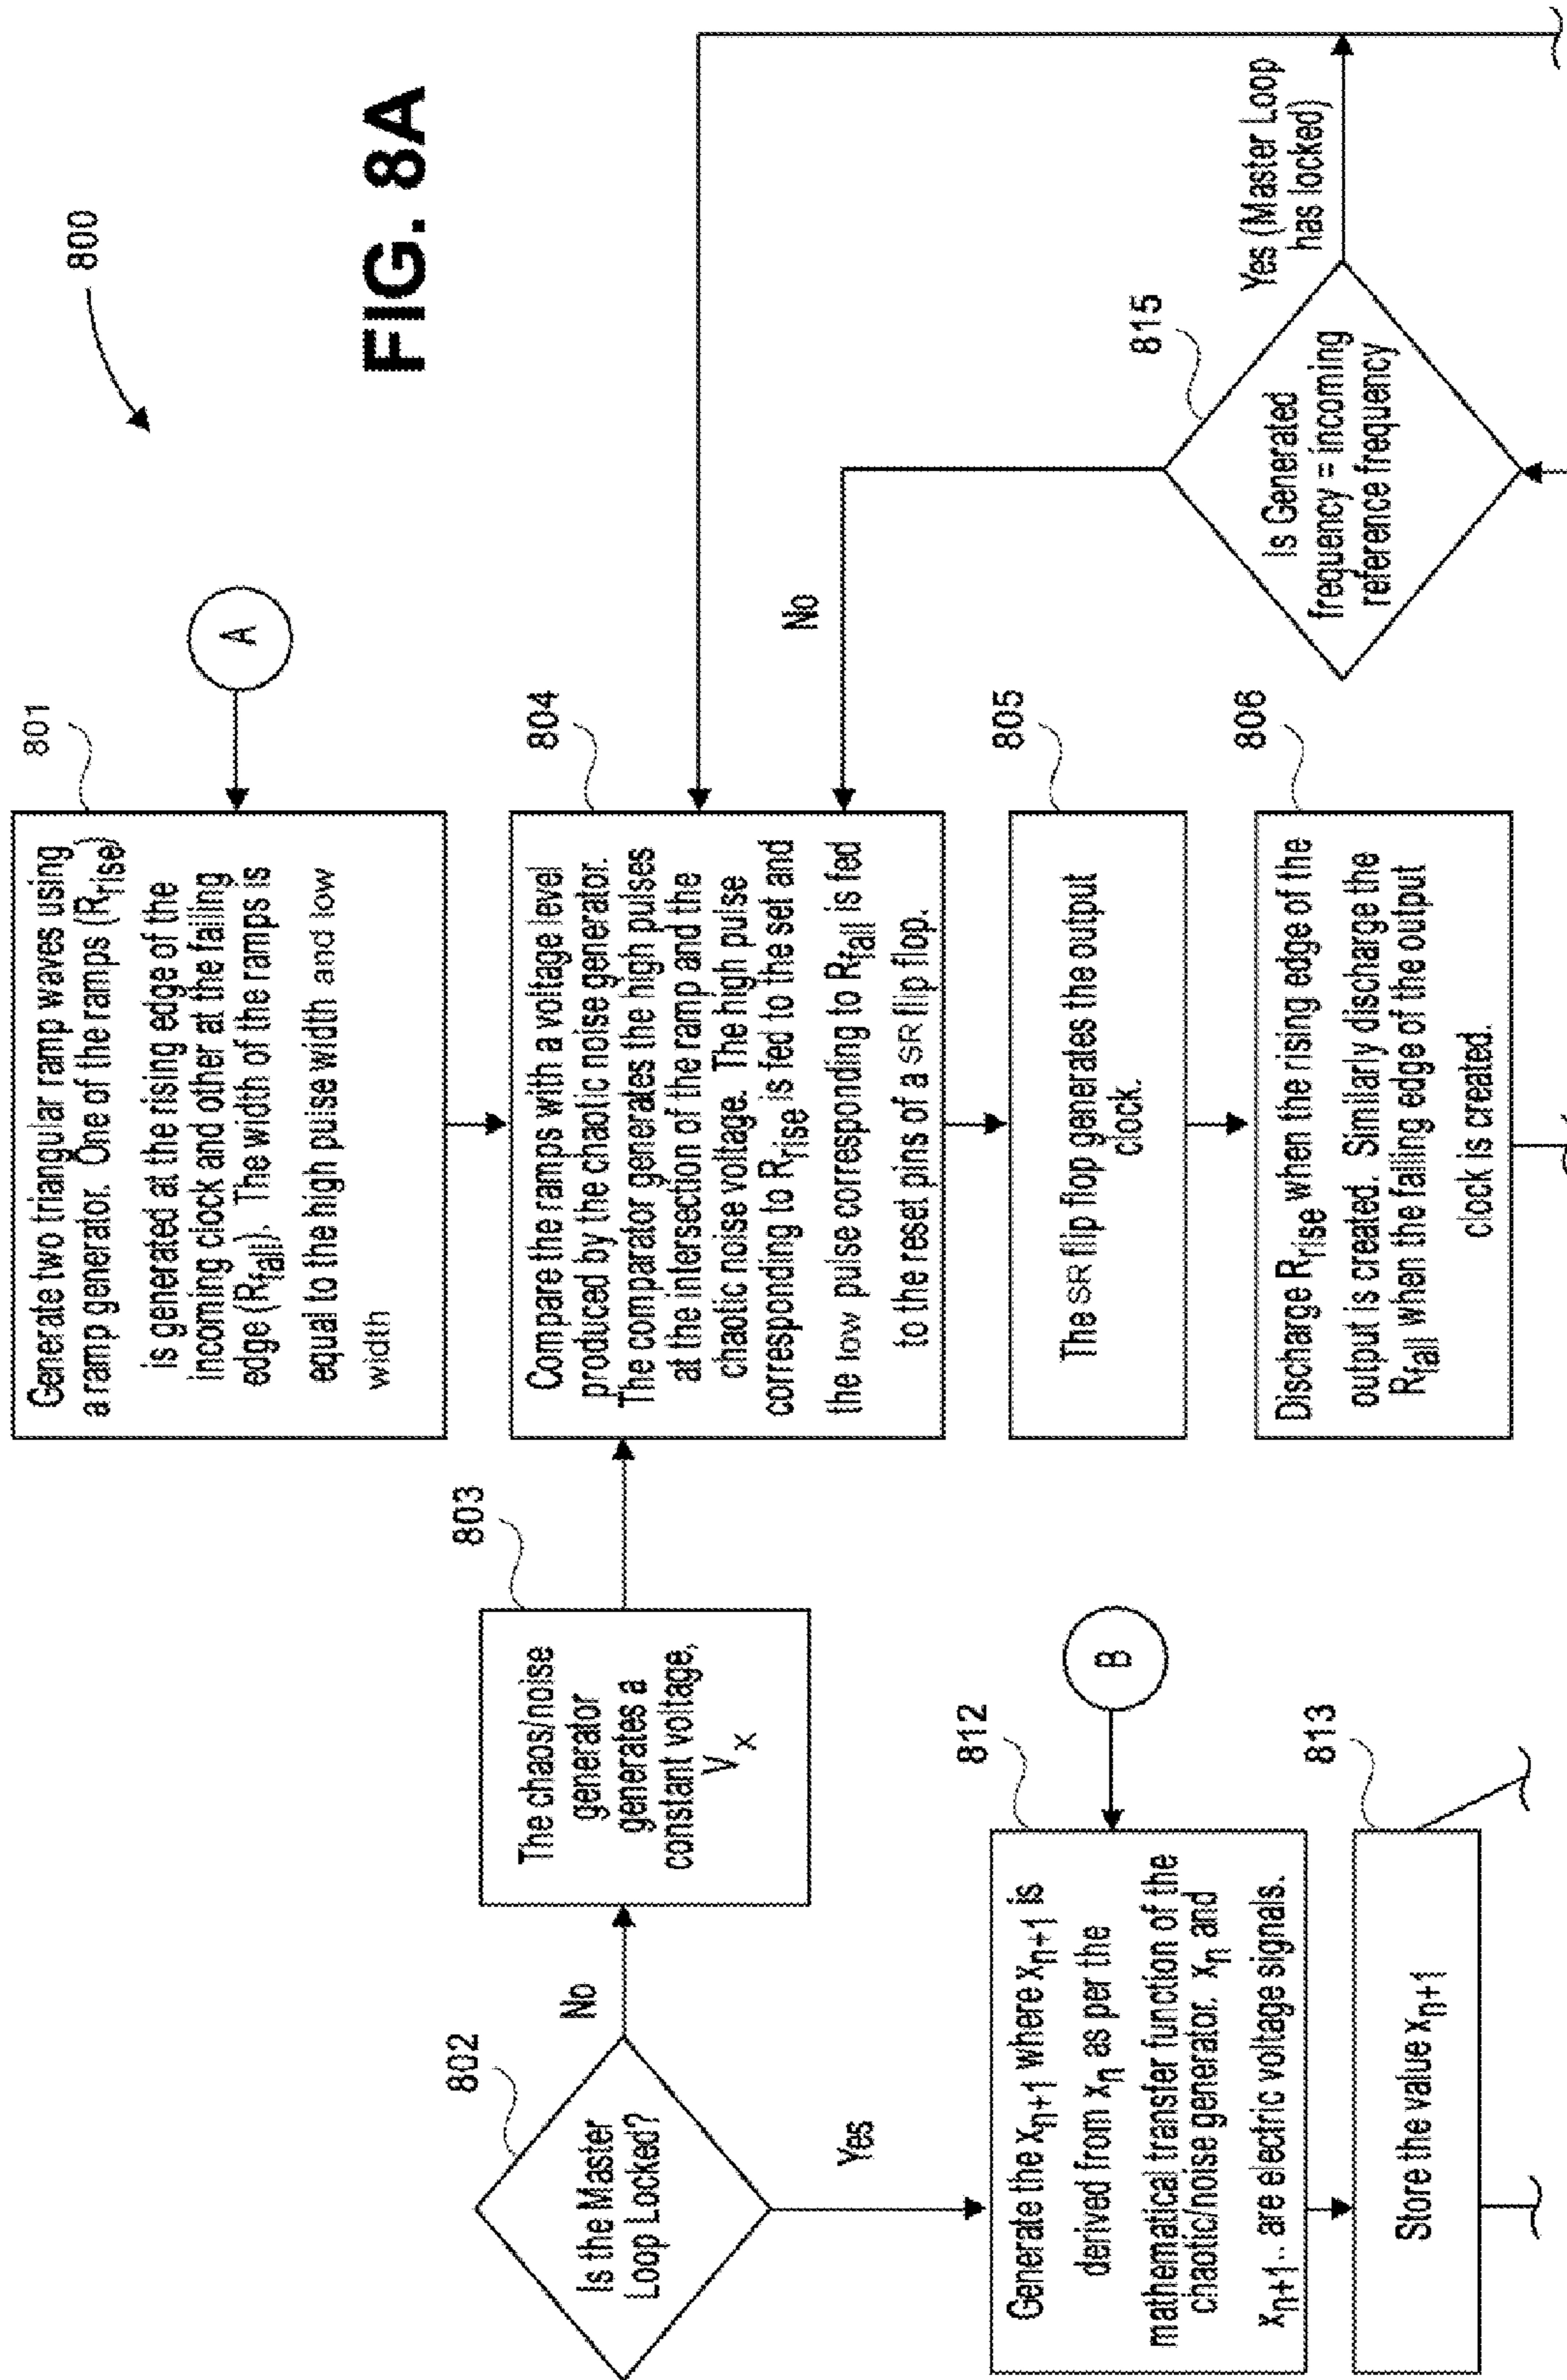 800
FIG. 8A
A
801
Generate two triangular ramp waves using
a ramp generator. One of the ramps (Rrise)
is generated at the rising edge of the
incoming clock and other at the falling
edge (Rfall). The width of the ramps is
equal to the high pulse width and low
width
802
Is the Master
Loop Locked?
No
Yes
803
The chaos/noise
generator
generates a
constant voltage,
Vx
804
Compare the ramps with a voltage level
produced by the chaotic noise generator.
The comparator generates the high pulses
at the intersection of the ramp and the
chaotic noise voltage. The high pulse
corresponding to Rrise is fed to the set and
the low pulse corresponding to Rfall is fed
to the reset pins of a SR flip flop.
805
The SR flip flop generates the output
clock.
806
Discharge Rrise when the rising edge of the
output is created. Similarly discharge the
Rfall when the falling edge of the output
clock is created.
No
815
Is Generated
frequency = incoming
reference frequency
Yes (Master Loop
has locked)
B
812
Generate the xn+1 where xn+1 is
derived from xn as per the
mathematical transfer function of the
chaotic/noise generator. xn and
xn+1.. are electric voltage signals.
813
Store the value xn+1